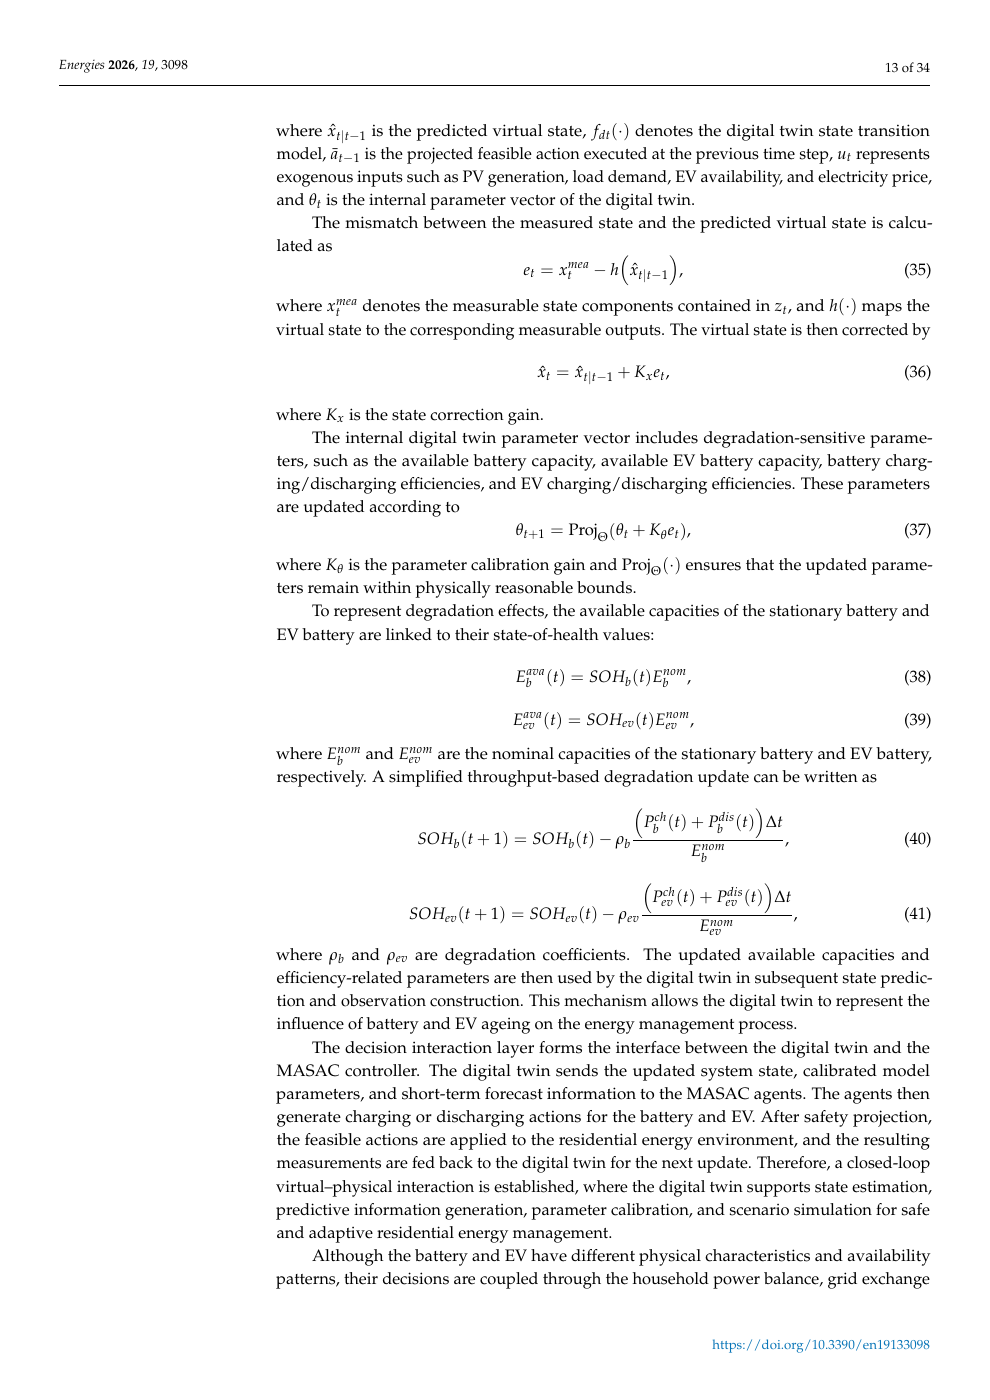 Energies 2026, 19, 3098
13 of 34
where x̂_{t|t−1} is the predicted virtual state, f_{dt}(·) denotes the digital twin state transition
model, ā_{t−1} is the projected feasible action executed at the previous time step, u_t represents
exogenous inputs such as PV generation, load demand, EV availability, and electricity price,
and θ_t is the internal parameter vector of the digital twin.
The mismatch between the measured state and the predicted virtual state is calcu-
lated as
e_t = x_t^{mea} − h(x̂_{t|t−1}), (35)
where x_t^{mea} denotes the measurable state components contained in z_t, and h(·) maps the
virtual state to the corresponding measurable outputs. The virtual state is then corrected by
x̂_t = x̂_{t|t−1} + K_x e_t, (36)
where K_x is the state correction gain.
The internal digital twin parameter vector includes degradation-sensitive parame-
ters, such as the available battery capacity, available EV battery capacity, battery charg-
ing/discharging efficiencies, and EV charging/discharging efficiencies. These parameters
are updated according to
θ_{t+1} = Proj_Θ(θ_t + K_θ e_t), (37)
where K_θ is the parameter calibration gain and Proj_Θ(·) ensures that the updated parame-
ters remain within physically reasonable bounds.
To represent degradation effects, the available capacities of the stationary battery and
EV battery are linked to their state-of-health values:
E_b^{ava}(t) = SOH_b(t)E_b^{nom}, (38)
E_{ev}^{ava}(t) = SOH_{ev}(t)E_{ev}^{nom}, (39)
where E_b^{nom} and E_{ev}^{nom} are the nominal capacities of the stationary battery and EV battery,
respectively. A simplified throughput-based degradation update can be written as
SOH_b(t + 1) = SOH_b(t) − ρ_b \frac{(P_b^{ch}(t) + P_b^{dis}(t))Δt}{E_b^{nom}}, (40)
SOH_{ev}(t + 1) = SOH_{ev}(t) − ρ_{ev} \frac{(P_{ev}^{ch}(t) + P_{ev}^{dis}(t))Δt}{E_{ev}^{nom}}, (41)
where ρ_b and ρ_{ev} are degradation coefficients. The updated available capacities and
efficiency-related parameters are then used by the digital twin in subsequent state predic-
tion and observation construction. This mechanism allows the digital twin to represent the
influence of battery and EV ageing on the energy management process.
The decision interaction layer forms the interface between the digital twin and the
MASAC controller. The digital twin sends the updated system state, calibrated model
parameters, and short-term forecast information to the MASAC agents. The agents then
generate charging or discharging actions for the battery and EV. After safety projection,
the feasible actions are applied to the residential energy environment, and the resulting
measurements are fed back to the digital twin for the next update. Therefore, a closed-loop
virtual–physical interaction is established, where the digital twin supports state estimation,
predictive information generation, parameter calibration, and scenario simulation for safe
and adaptive residential energy management.
Although the battery and EV have different physical characteristics and availability
patterns, their decisions are coupled through the household power balance, grid exchange
https://doi.org/10.3390/en19133098